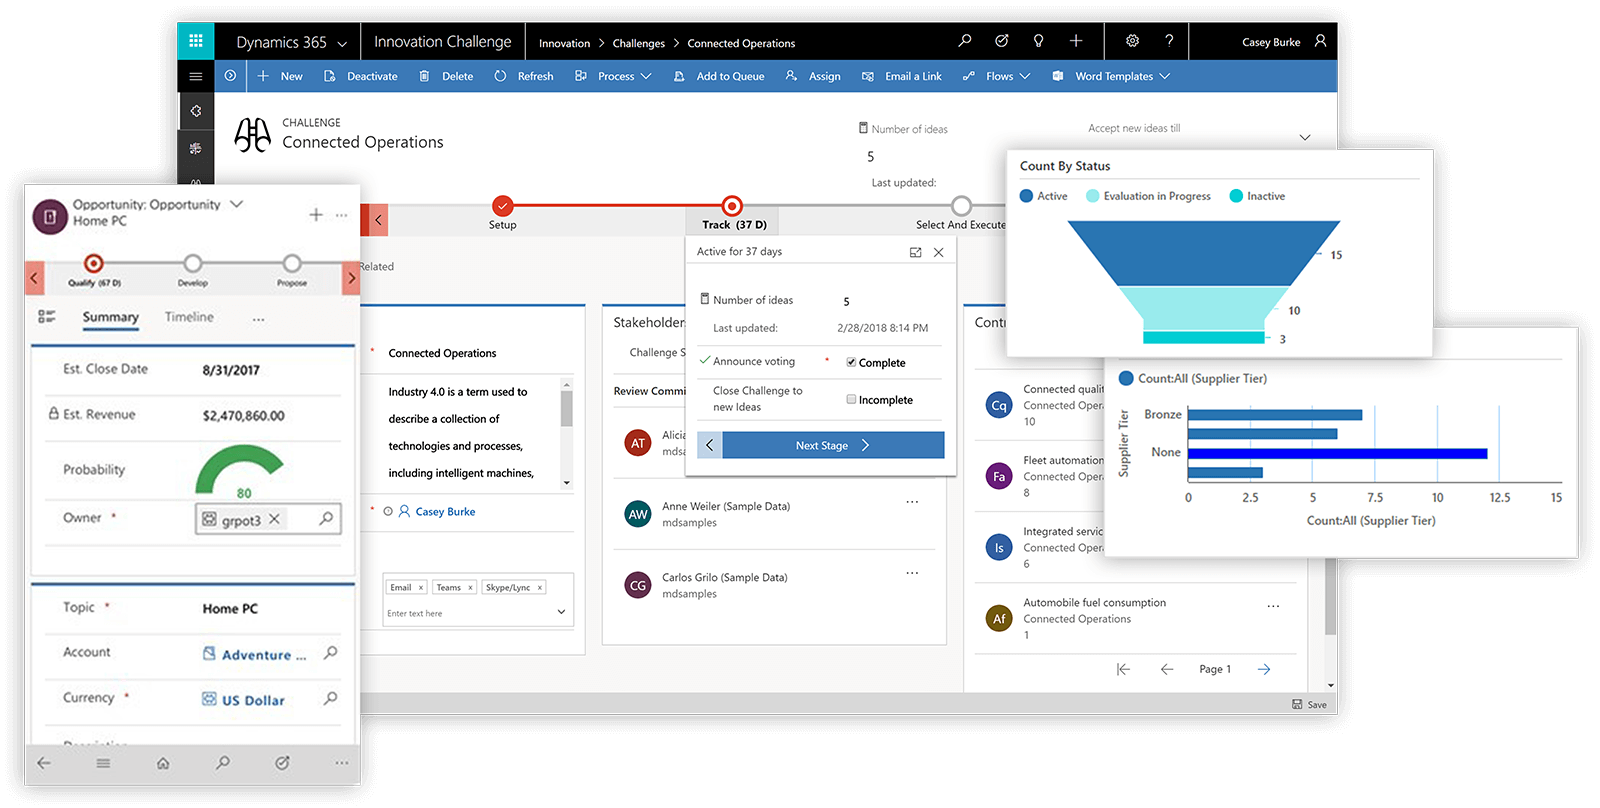 Dynamics 365
Innovation Challenge
Innovation > Challenges > Connected Operations
?
Casey Burke
New
Deactivate
Delete
Refresh
Process
Add to Queue
Assign
Email a Link
Flows
Word Templates
CHALLENGE
Connected Operations
Number of ideas
5
Last updated:
Accept new ideas till
Setup
Track (37 D)
Select And Execute
Related
Connected Operations
Industry 4.0 is a term used to
describe a collection of
technologies and processes,
including intelligent machines,
Casey Burke
Email ×
Teams ×
Skype/Lync ×
Enter text here
Stakeholder
Challenge S
Review Commi
AT
Alicia
mds
AW
Anne Weiler (Sample Data)
mdsamples
...
CG
Carlos Grilo (Sample Data)
mdsamples
...
Active for 37 days
Number of ideas
5
Last updated:
2/28/2018 8:14 PM
Announce voting
*
Complete
Close Challenge to
new Ideas
Incomplete
Next Stage
Cont
Cq
Connected quali
Connected Opera
10
Fa
Fleet automation
Connected Opera
8
Is
Integrated servic
Connected Opera
6
Af
Automobile fuel consumption
Connected Operations
1
...
Page 1
Save
Opportunity: Opportunity
Home PC
...
Qualify (67 D)
Develop
Propose
Summary
Timeline
...
Est. Close Date
8/31/2017
Est. Revenue
$2,470,860.00
Probability
80
Owner *
grpot3
Topic *
Home PC
Account
Adventure ...
Currency *
US Dollar
...
Count By Status
Active
Evaluation in Progress
Inactive
15
10
3
Count:All (Supplier Tier)
Supplier Tier
Bronze
None
0
2.5
5
7.5
10
12.5
15
Count:All (Supplier Tier)